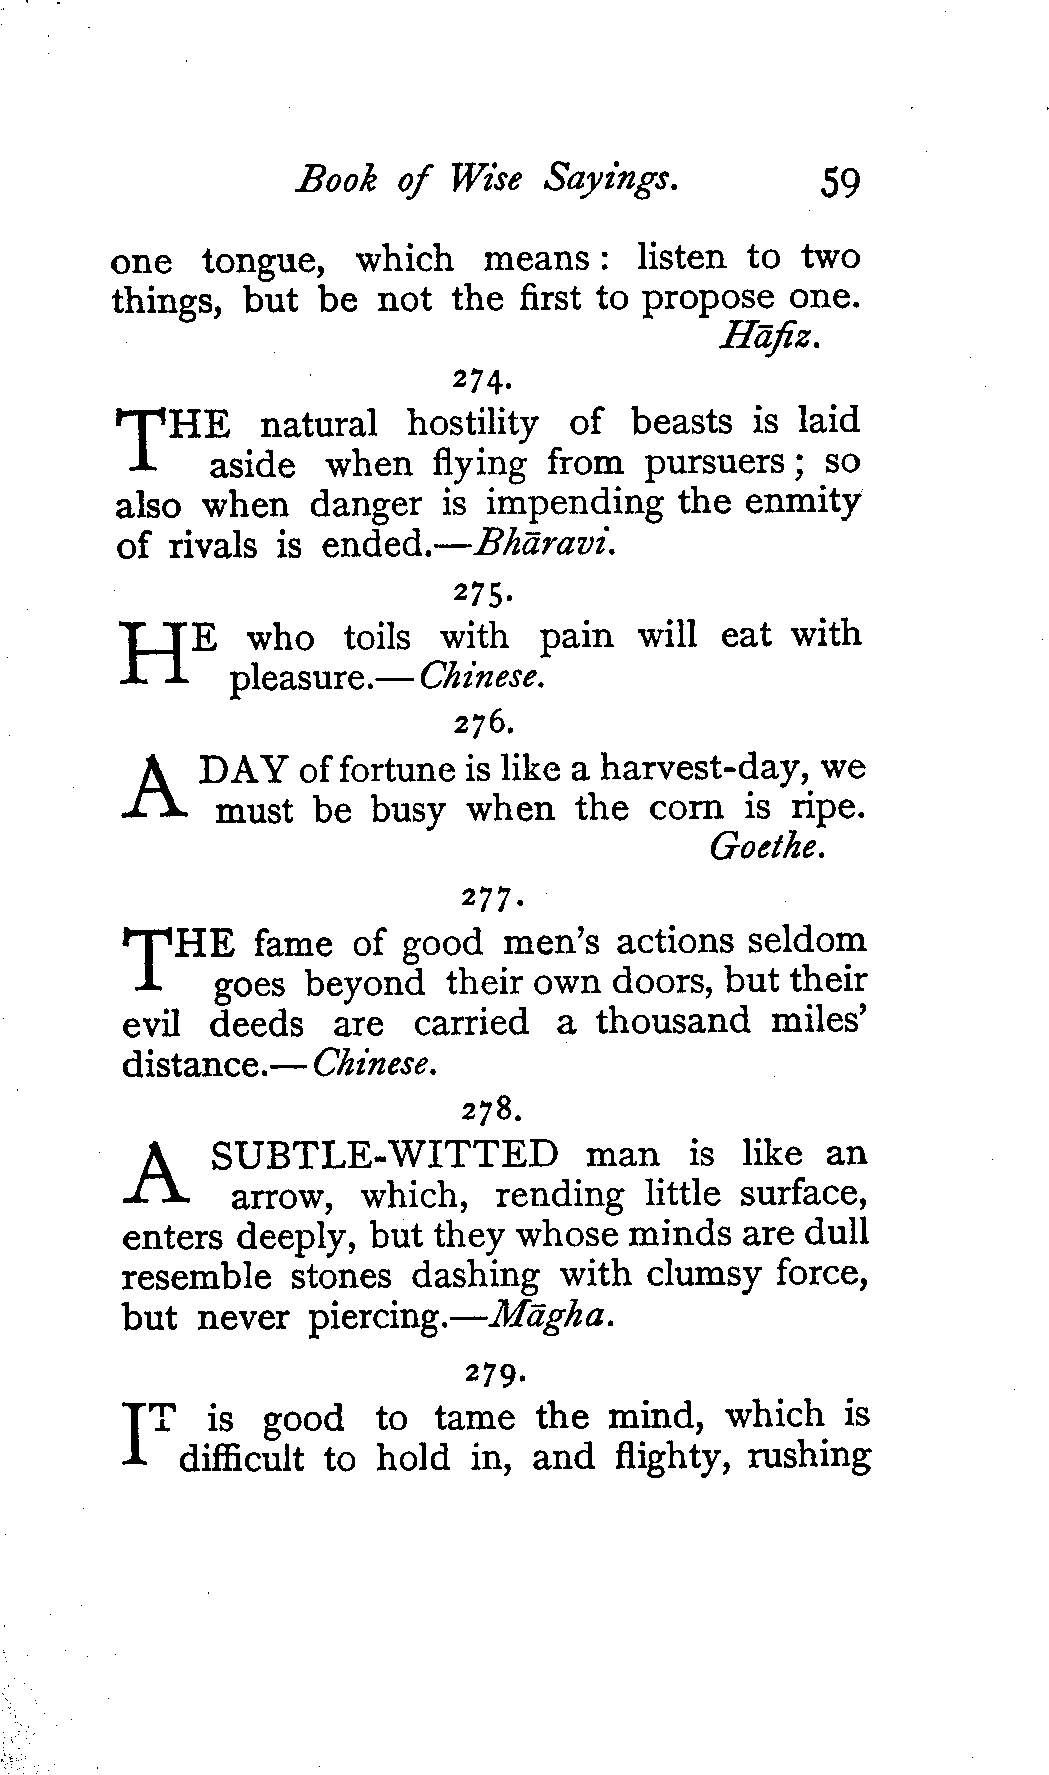 Book of Wise Sayings. 59
one tongue, which means : listen to two
things, but be not the first to propose one.
Hāfiz.
274.
THE natural hostility of beasts is laid
aside when flying from pursuers ; so
also when danger is impending the enmity
of rivals is ended.—Bhāravi.
275.
HE who toils with pain will eat with
pleasure.—Chinese.
276.
A DAY of fortune is like a harvest-day, we
must be busy when the corn is ripe.
Goethe.
277.
THE fame of good men's actions seldom
goes beyond their own doors, but their
evil deeds are carried a thousand miles'
distance.—Chinese.
278.
A SUBTLE-WITTED man is like an
arrow, which, rending little surface,
enters deeply, but they whose minds are dull
resemble stones dashing with clumsy force,
but never piercing.—Māgha.
279.
IT is good to tame the mind, which is
difficult to hold in, and flighty, rushing